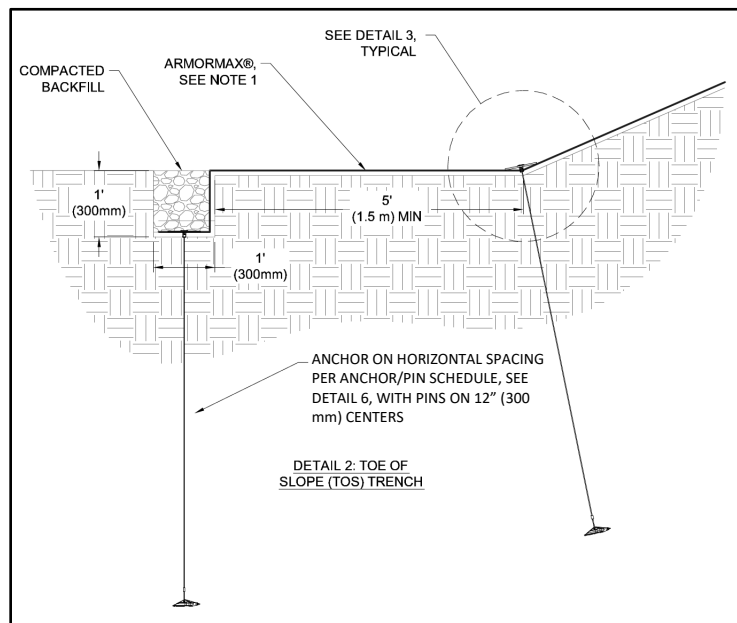 SEE DETAIL 3,
TYPICAL
ARMORMAX®,
SEE NOTE 1
COMPACTED
BACKFILL
1'
(300mm)
5'
(1.5 m) MIN
1'
(300mm)
ANCHOR ON HORIZONTAL SPACING
PER ANCHOR/PIN SCHEDULE, SEE
DETAIL 6, WITH PINS ON 12” (300
mm) CENTERS
DETAIL 2: TOE OF
SLOPE (TOS) TRENCH